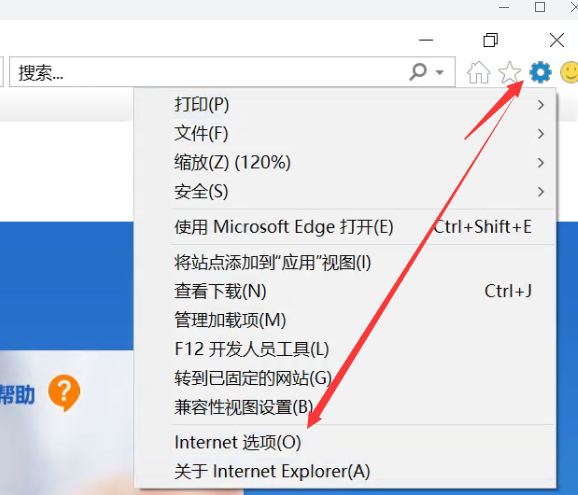 搜索...
打印(P)
文件(F)
缩放(Z) (120%)
安全(S)
使用 Microsoft Edge 打开(E) Ctrl+Shift+E
将站点添加到“应用”视图(I)
查看下载(N) Ctrl+J
管理加载项(M)
F12 开发人员工具(L)
转到已固定的网站(G)
帮助
兼容性视图设置(B)
Internet 选项(O)
关于 Internet Explorer(A)